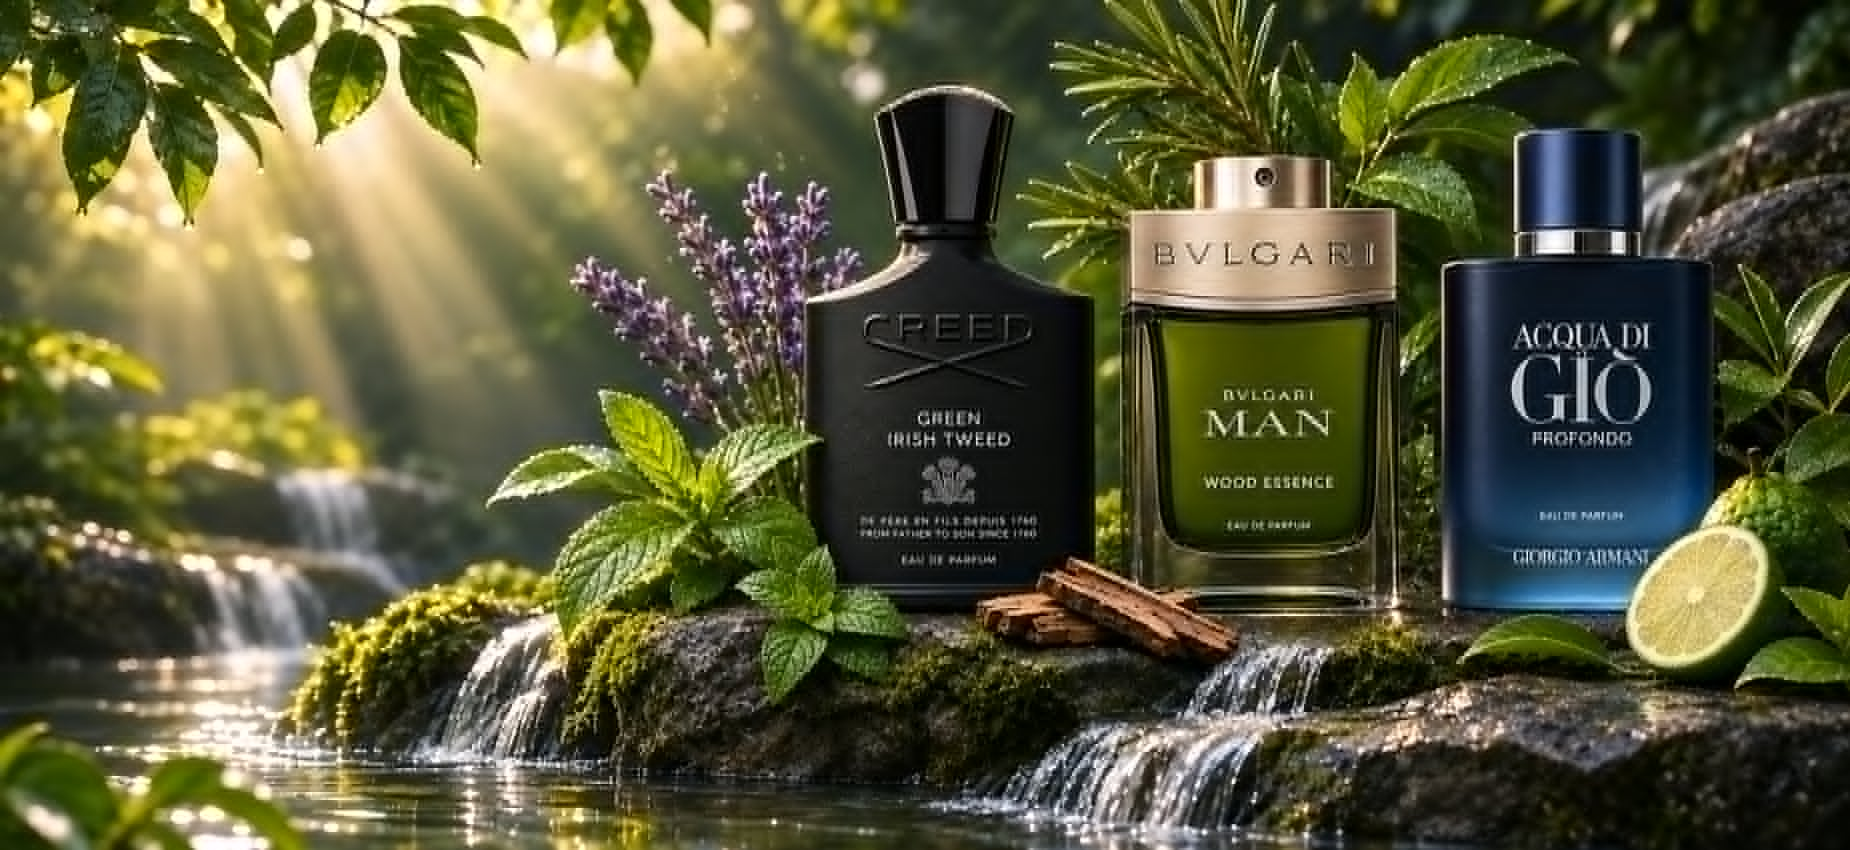 CREED
GREEN
IRISH TWEED
DE PÈRE EN FILS DEPUIS 1760
FROM FATHER TO SON SINCE 1760
EAU DE PARFUM
BVLGARI
BVLGARI
MAN
WOOD ESSENCE
EAU DE PARFUM
ACQUA DI
GIÒ
PROFONDO
EAU DE PARFUM
GIORGIO ARMANI